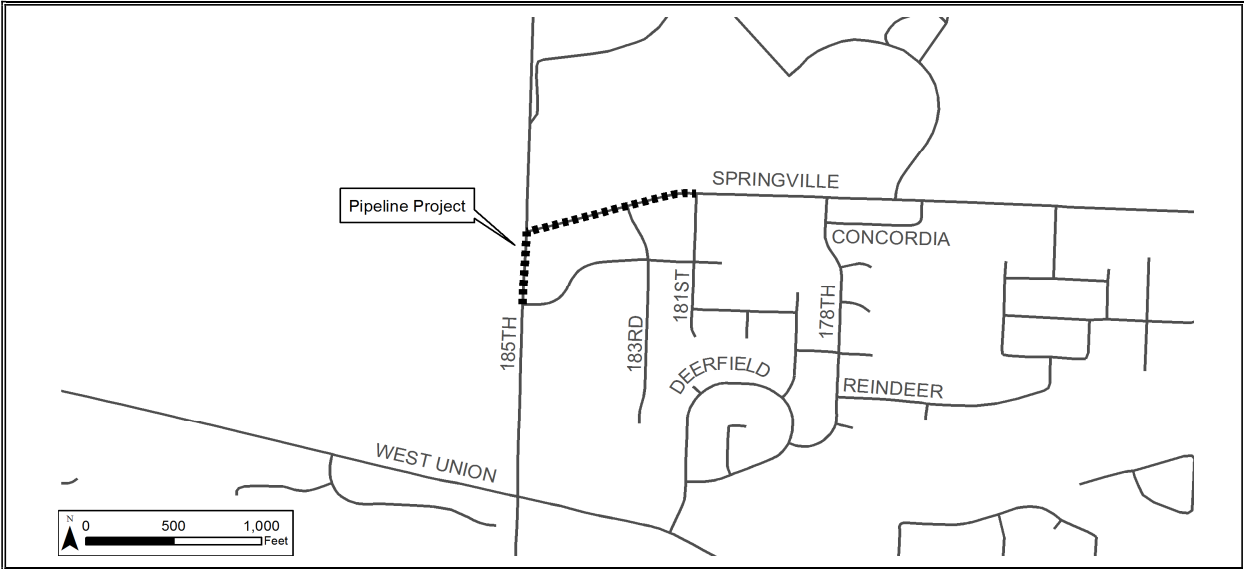 SPRINGVILLE
Pipeline Project
CONCORDIA
181ST
178TH
185TH
183RD
DEERFIELD
REINDEER
WEST UNION
N
0 500 1,000
Feet